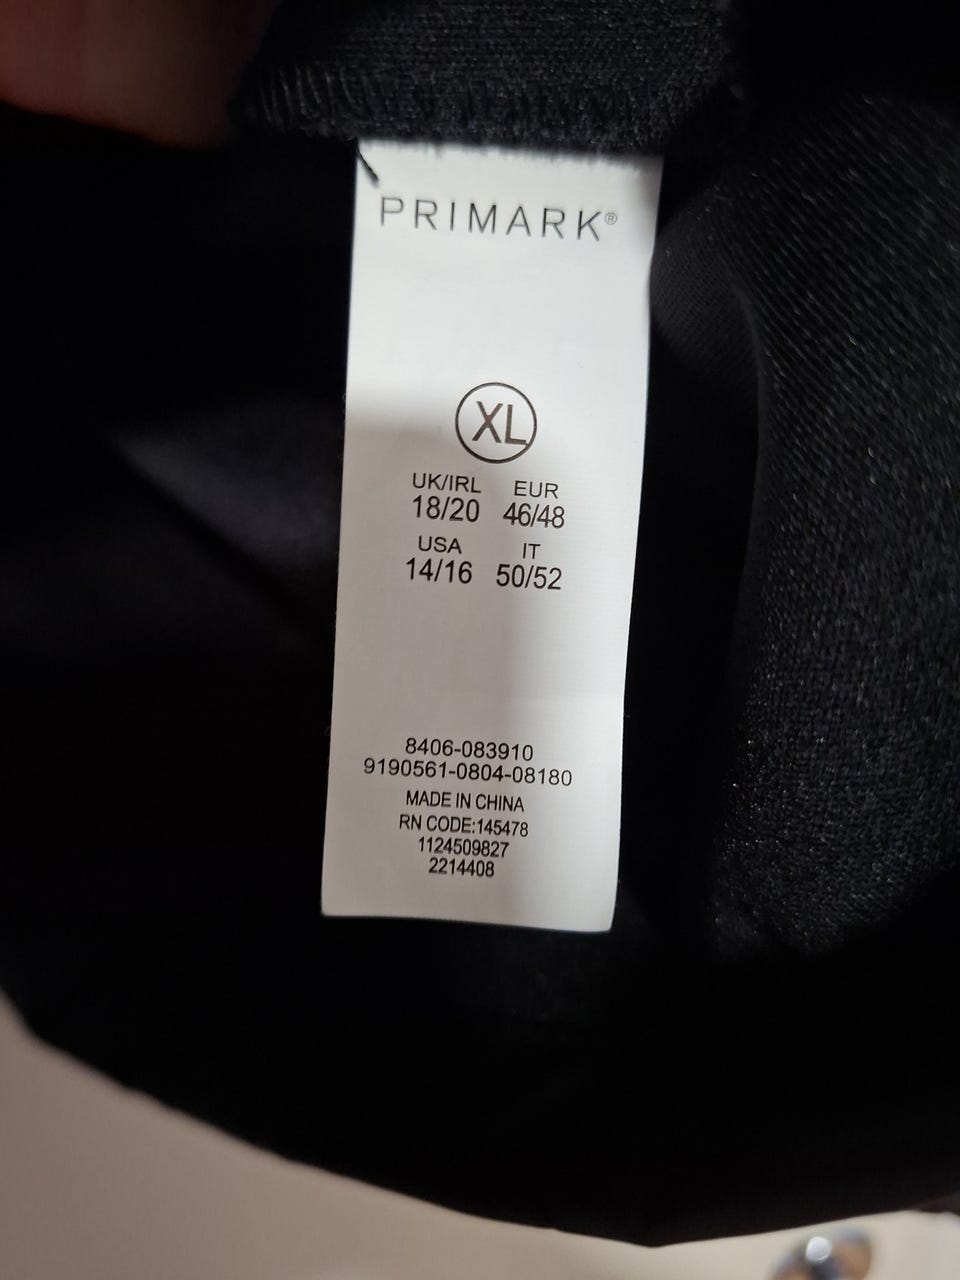 PRIMARK®
XL
UK/IRL EUR
18/20 46/48
USA IT
14/16 50/52
8406-083910
9190561-0804-08180
MADE IN CHINA
RN CODE:145478
1124509827
2214408